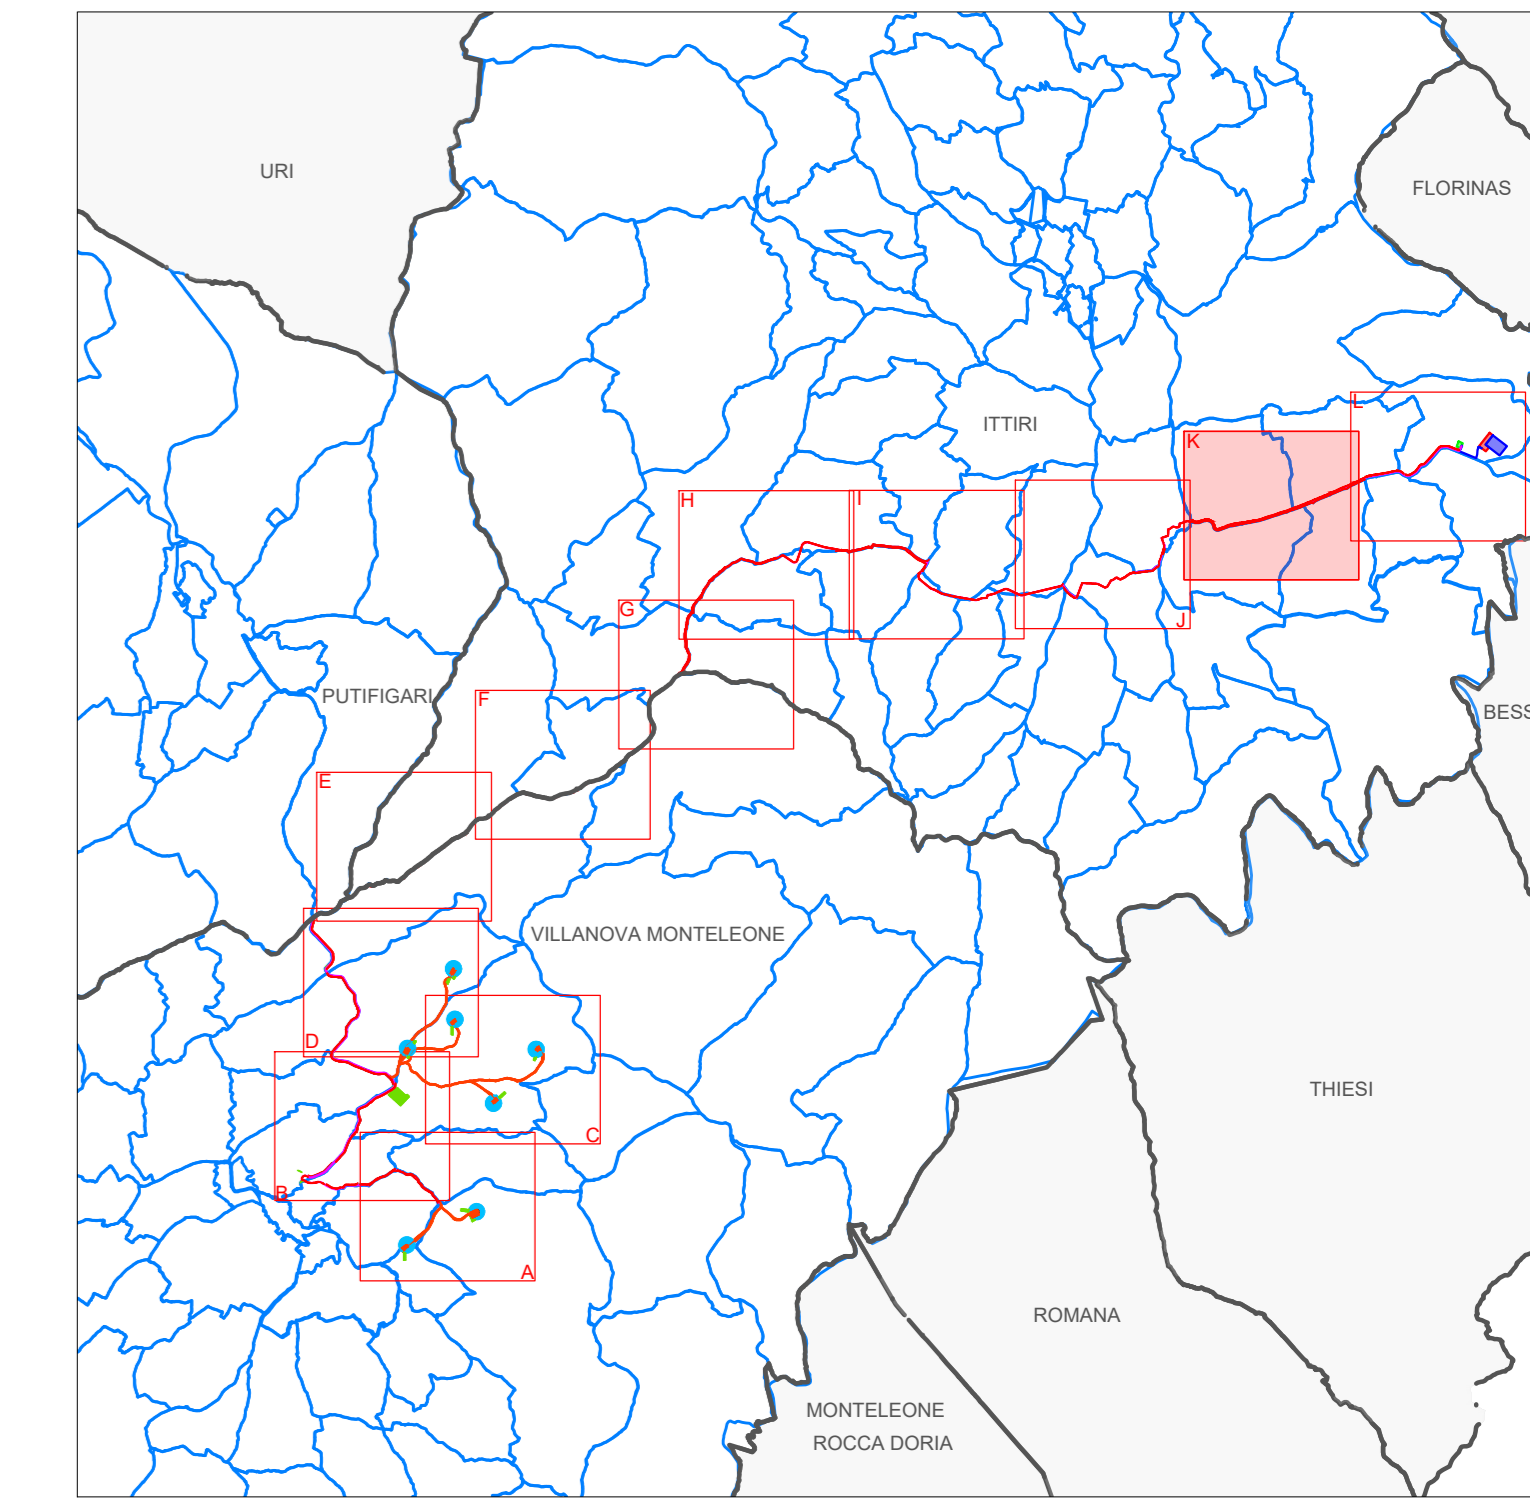 URI
FLORINAS
L
ITTIRI
K
H
I
G
J
PUTIFIGARI
F
BESS
E
VILLANOVA MONTELEONE
D
THIESI
C
B
A
ROMANA
MONTELEONE
ROCCA DORIA